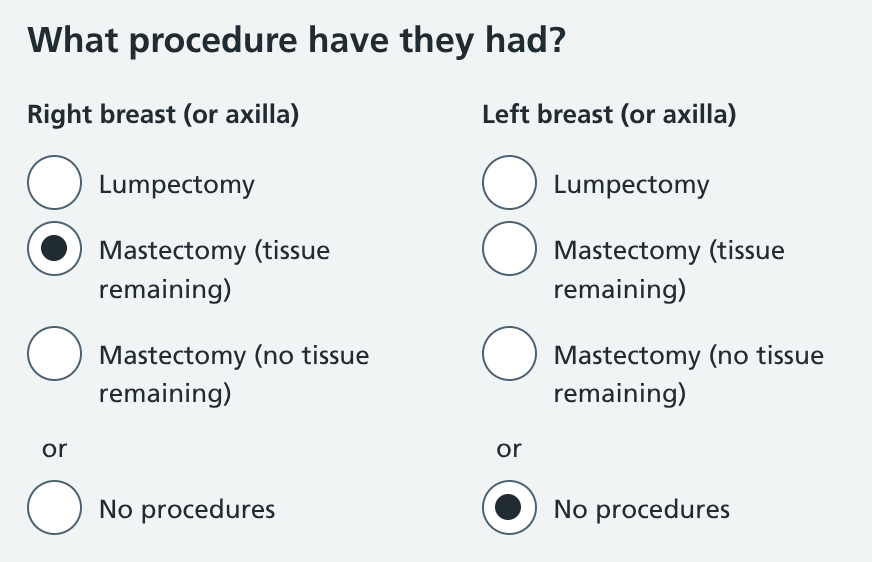 What procedure have they had?
Right breast (or axilla)
Lumpectomy
Mastectomy (tissue
remaining)
Mastectomy (no tissue
remaining)
or
No procedures
Left breast (or axilla)
Lumpectomy
Mastectomy (tissue
remaining)
Mastectomy (no tissue
remaining)
or
No procedures